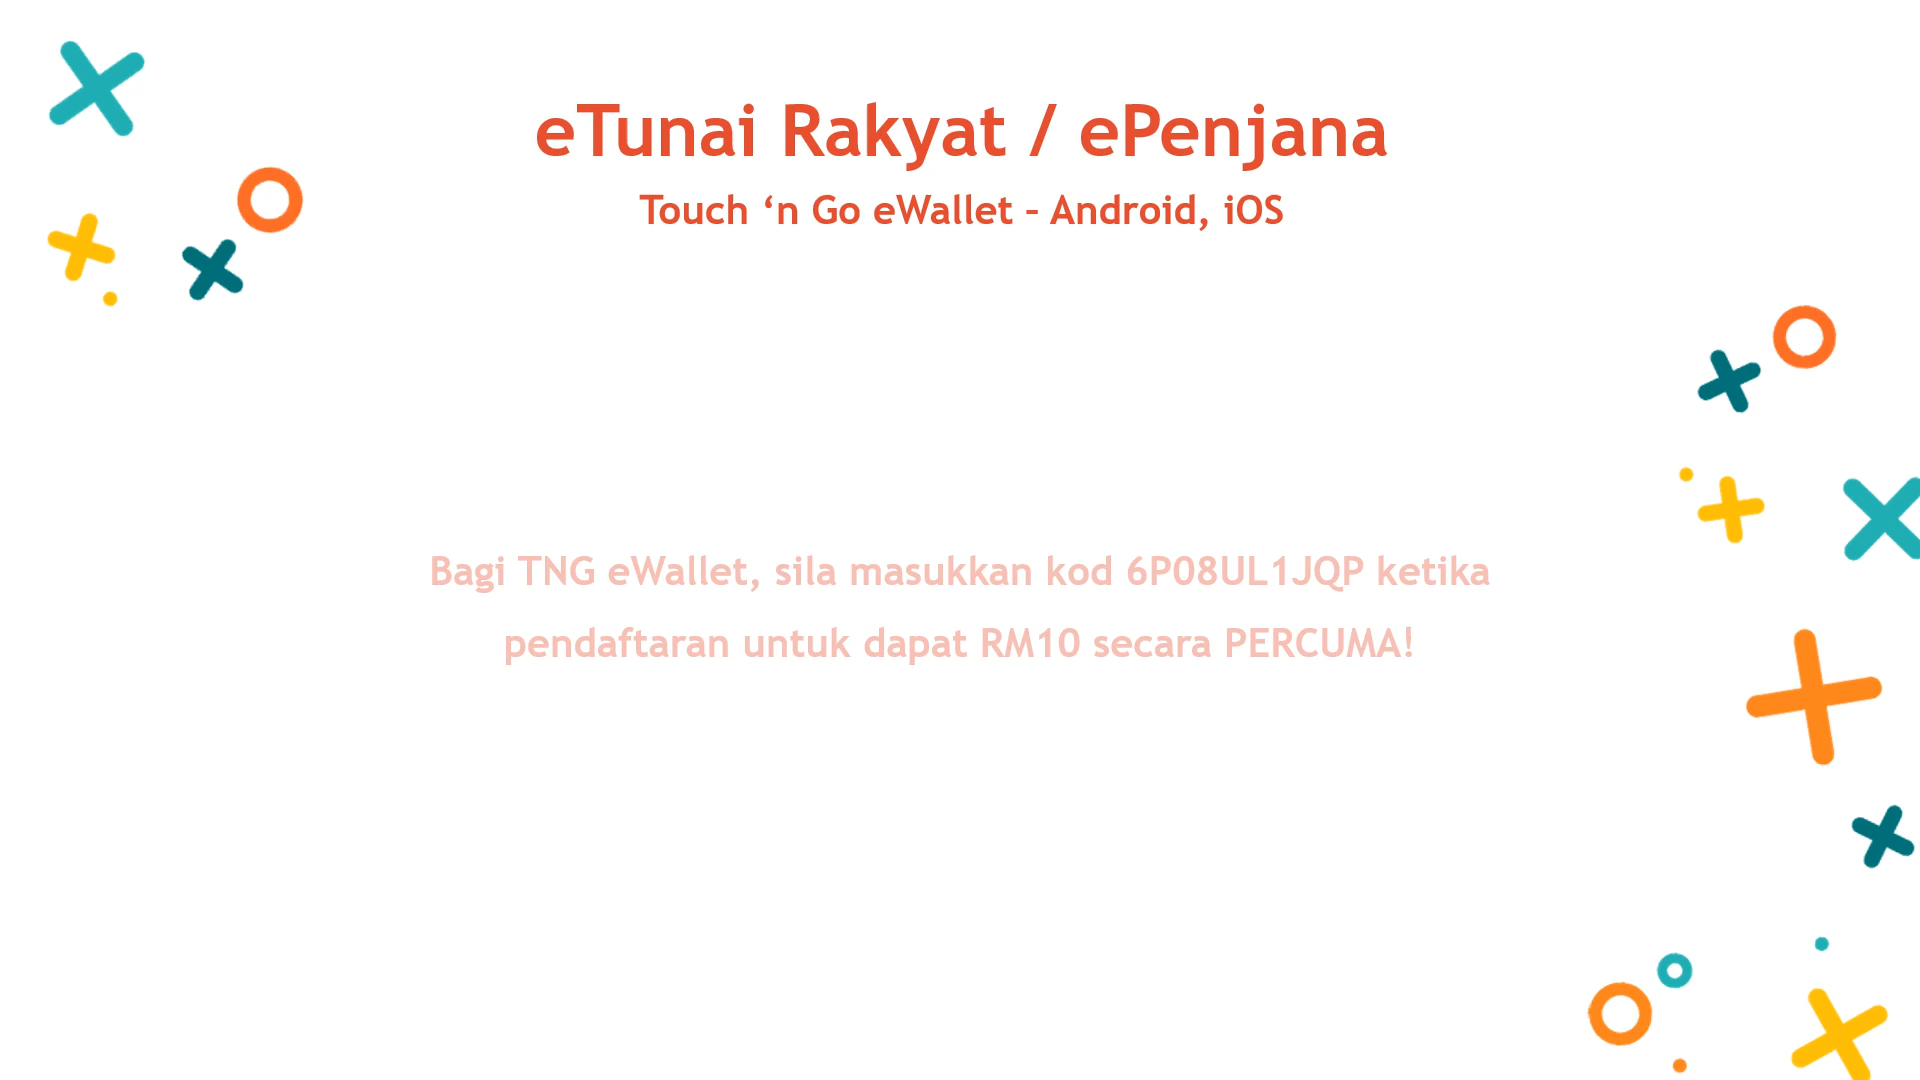 eTunai Rakyat / ePenjana
Touch ‘n Go eWallet – Android, iOS
Bagi TNG eWallet, sila masukkan kod 6P08UL1JQP ketika
pendaftaran untuk dapat RM10 secara PERCUMA!